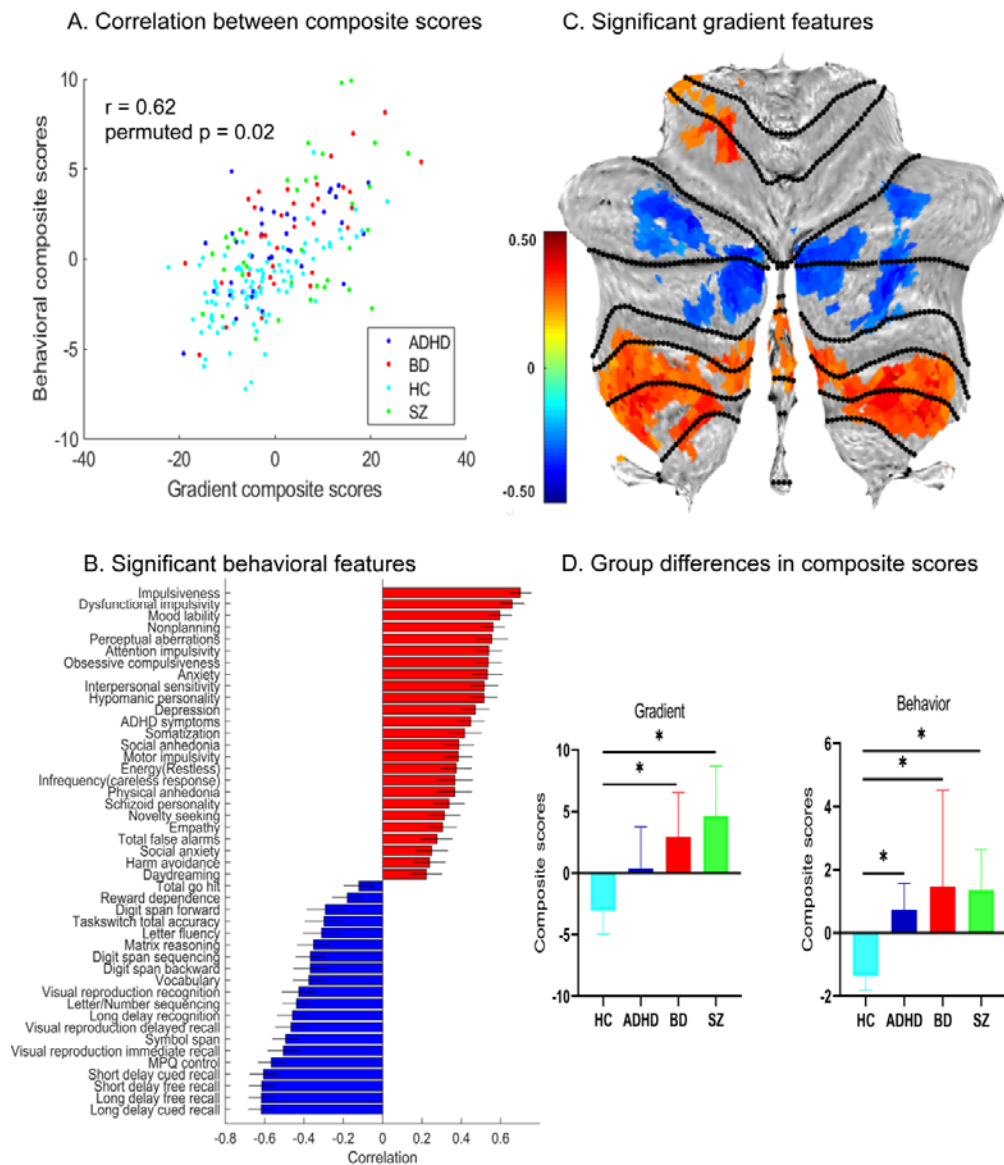 A. Correlation between composite scores
r = 0.62
permuted p = 0.02
Behavioral composite scores
10
5
0
-5
-10
-40
-20
0
20
40
Gradient composite scores
ADHD
BD
HC
SZ
C. Significant gradient features
0.50
0
-0.50
B. Significant behavioral features
Impulsiveness
Dysfunctional impulsivity
Mood lability
Nonplanning
Perceptual aberrations
Attention impulsivity
Obsessive compulsiveness
Anxiety
Interpersonal sensitivity
Hypomanic personality
Depression
ADHD symptoms
Somatization
Social anhedonia
Motor impulsivity
Energy(Restless)
Infrequency(careless response)
Physical anhedonia
Schizoid personality
Novelty seeking
Empathy
Total false alarms
Social anxiety
Harm avoidance
Daydreaming
Total go hit
Reward dependence
Digit span forward
Taskswitch total accuracy
Letter fluency
Matrix reasoning
Digit span sequencing
Digit span backward
Vocabulary
Visual reproduction recognition
Letter/Number sequencing
Long delay recognition
Visual reproduction delayed recall
Symbol span
Visual reproduction immediate recall
MPQ control
Short delay cued recall
Short delay free recall
Long delay free recall
Long delay cued recall
-0.8
-0.6
-0.4
-0.2
0
0.2
0.4
0.6
Correlation
D. Group differences in composite scores
Gradient
Composite scores
10
5
0
-5
-10
*
*
HC
ADHD
BD
SZ
Behavior
Composite scores
6
4
2
0
-2
*
*
*
HC
ADHD
BD
SZ